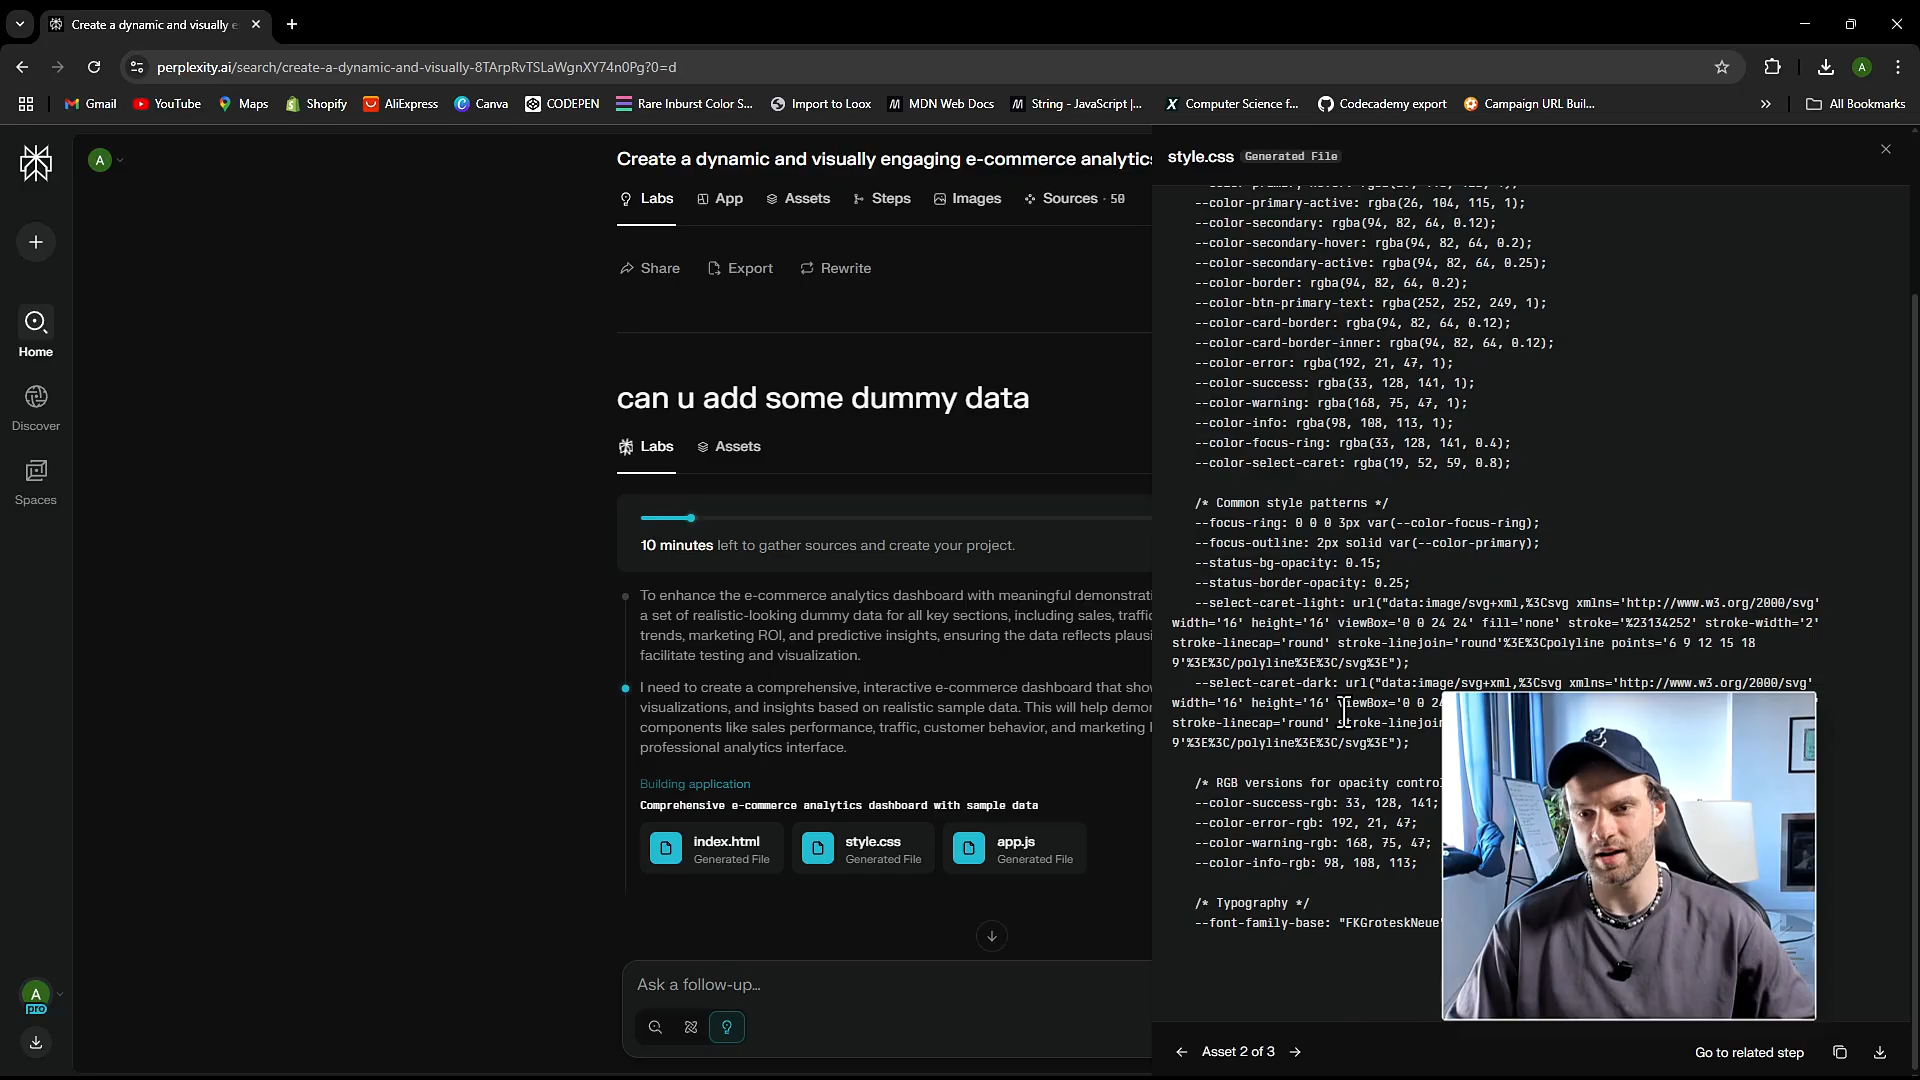 Create a dynamic and visually e
perplexity.ai/search/create-a-dynamic-and-visually-8TArpRvTSLaWgnXY74n0Pg?0=d
A
Gmail YouTube Maps Shopify AliExpress Canva CODEPEN Rare Inburst Color S... Import to Loox MDN Web Docs String - JavaScript |... Computer Science f... Codecademy export Campaign URL Buil... » All Bookmarks
A
Home
Discover
Spaces
A
pro
Create a dynamic and visually engaging e-commerce analytics
Labs App Assets Steps Images Sources · 50
Share Export Rewrite
can u add some dummy data
Labs Assets
10 minutes left to gather sources and create your project.
To enhance the e-commerce analytics dashboard with meaningful demonstrati
a set of realistic-looking dummy data for all key sections, including sales, traffic
trends, marketing ROI, and predictive insights, ensuring the data reflects plausi
facilitate testing and visualization.
I need to create a comprehensive, interactive e-commerce dashboard that sho
visualizations, and insights based on realistic sample data. This will help demo
components like sales performance, traffic, customer behavior, and marketing
professional analytics interface.
Building application
Comprehensive e-commerce analytics dashboard with sample data
index.html
Generated File
style.css
Generated File
app.js
Generated File
Ask a follow-up...
style.css Generated File
--color-primary-active: rgba(26, 104, 115, 1);
--color-secondary: rgba(94, 82, 64, 0.12);
--color-secondary-hover: rgba(94, 82, 64, 0.2);
--color-secondary-active: rgba(94, 82, 64, 0.25);
--color-border: rgba(94, 82, 64, 0.2);
--color-btn-primary-text: rgba(252, 252, 249, 1);
--color-card-border: rgba(94, 82, 64, 0.12);
--color-card-border-inner: rgba(94, 82, 64, 0.12);
--color-error: rgba(192, 21, 47, 1);
--color-success: rgba(33, 128, 141, 1);
--color-warning: rgba(168, 75, 47, 1);
--color-info: rgba(98, 108, 113, 1);
--color-focus-ring: rgba(33, 128, 141, 0.4);
--color-select-caret: rgba(19, 52, 59, 0.8);
/* Common style patterns */
--focus-ring: 0 0 0 3px var(--color-focus-ring);
--focus-outline: 2px solid var(--color-primary);
--status-bg-opacity: 0.15;
--status-border-opacity: 0.25;
--select-caret-light: url("data:image/svg+xml,%3Csvg xmlns='http://www.w3.org/2000/svg'
width='16' height='16' viewBox='0 0 24 24' fill='none' stroke='%23134252' stroke-width='2'
stroke-linecap='round' stroke-linejoin='round'%3E%3Cpolyline points='6 9 12 15 18
9'%3E%3C/polyline%3E%3C/svg%3E");
--select-caret-dark: url("data:image/svg+xml,%3Csvg xmlns='http://www.w3.org/2000/svg'
width='16' height='16' viewBox='0 0 24
stroke-linecap='round' stroke-linejoin
9'%3E%3C/polyline%3E%3C/svg%3E");
/* RGB versions for opacity control
--color-success-rgb: 33, 128, 141;
--color-error-rgb: 192, 21, 47;
--color-warning-rgb: 168, 75, 47;
--color-info-rgb: 98, 108, 113;
/* Typography */
--font-family-base: "FKGroteskNeue"
Asset 2 of 3
Go to related step